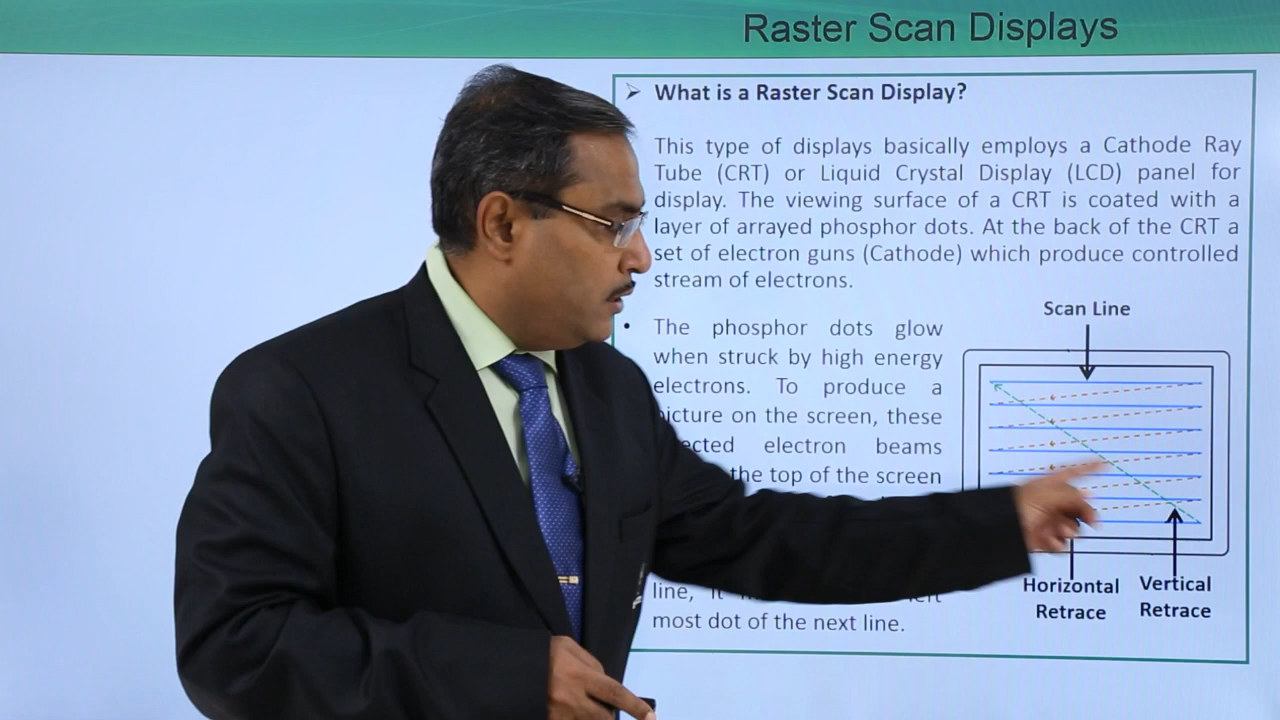 Raster Scan Displays
➢ What is a Raster Scan Display?
This type of displays basically employs a Cathode Ray
Tube (CRT) or Liquid Crystal Display (LCD) panel for
display. The viewing surface of a CRT is coated with a
layer of arrayed phosphor dots. At the back of the CRT a
set of electron guns (Cathode) which produce controlled
stream of electrons.
• The phosphor dots glow
when struck by high energy
electrons. To produce a
picture on the screen, these
electron beams
the top of the screen
line, it
most dot of the next line.
Scan Line
Horizontal
Retrace
Vertical
Retrace